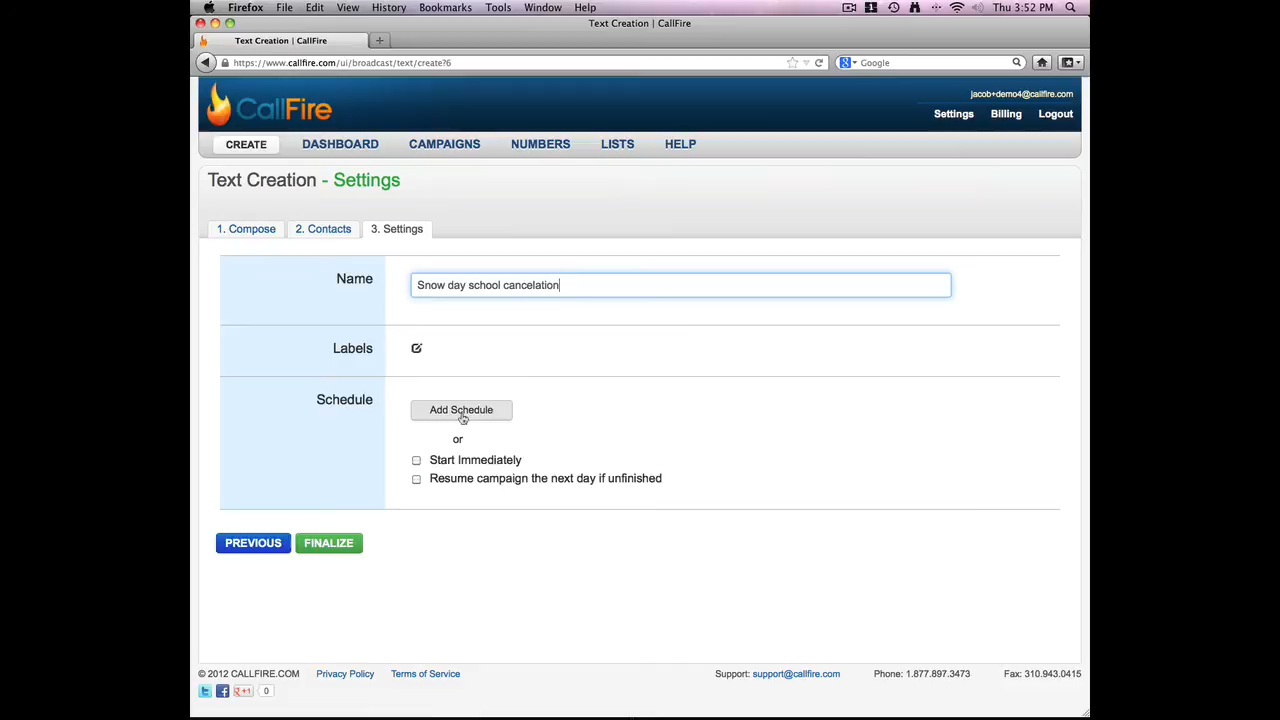 Firefox File Edit View History Bookmarks Tools Window Help Thu 3:52 PM
Text Creation | CallFire
Text Creation | CallFire
https://www.callfire.com/ui/broadcast/text/create?6 Google
CallFire
jacob+demo4@callfire.com
Settings Billing Logout
CREATE DASHBOARD CAMPAIGNS NUMBERS LISTS HELP
Text Creation - Settings
1. Compose 2. Contacts 3. Settings
Name Snow day school cancelation
Labels
Schedule
Add Schedule
or
Start Immediately
Resume campaign the next day if unfinished
PREVIOUS FINALIZE
© 2012 CALLFIRE.COM Privacy Policy Terms of Service Support: support@callfire.com Phone: 1.877.897.3473 Fax: 310.943.0415
g +1 0